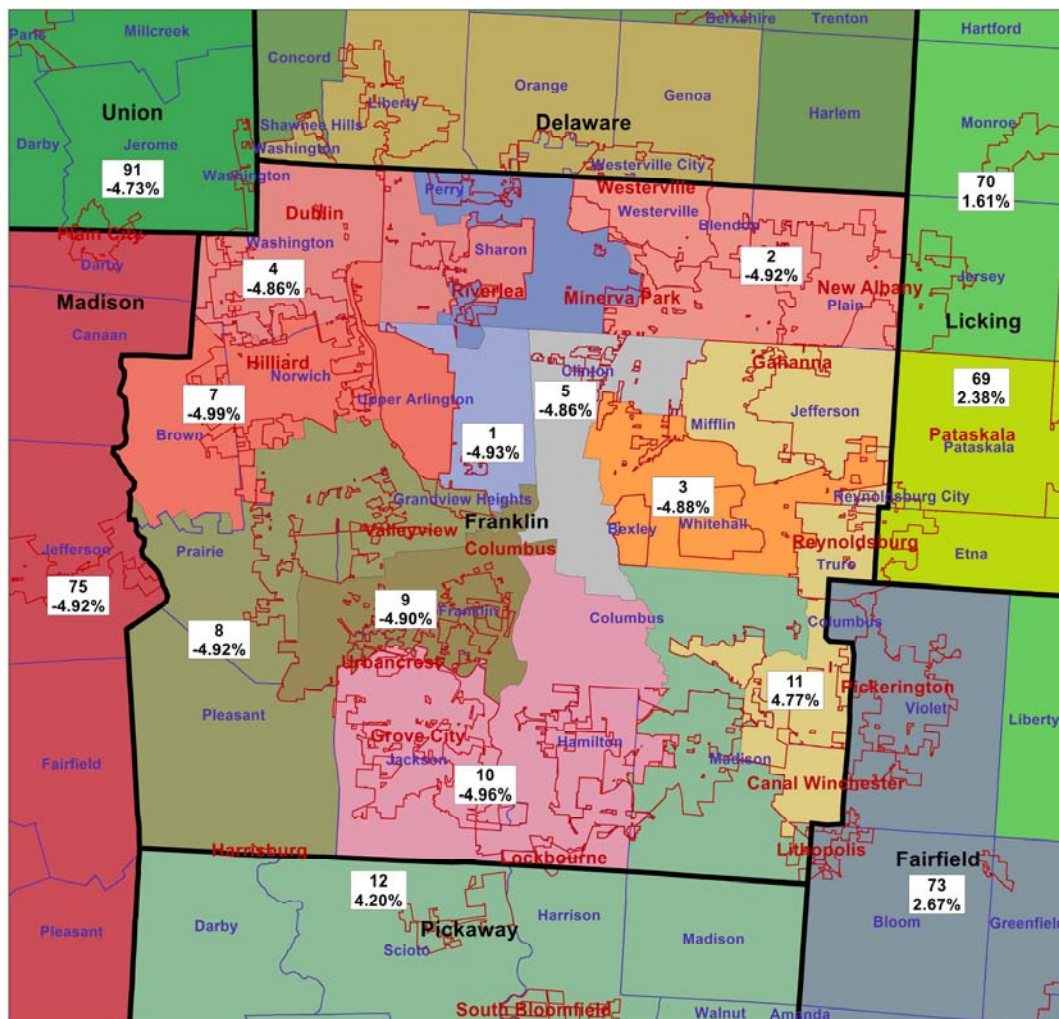 Paris
Millcreek
Berkshire
Trenton
Hartford
Concord
Orange
Genoa
Liberty
Union
Delaware
Harlem
Monroe
Shawnee Hills
Washington
Darby
Jerome
91
-4.73%
Washington
Westerville City
70
1.61%
Perry
Westerville
Dublin
Westerville
Blendon
Plain City
Washington
Sharon
Darby
4
-4.86%
2
-4.92%
Jersey
Madison
Riverlea
Minerva Park
New Albany
Plain
Canaan
Licking
Hilliard
Norwich
Clinton
Gahanna
7
-4.99%
5
-4.86%
69
2.38%
Upper Arlington
Jefferson
Mifflin
Brown
1
-4.93%
Pataskala
Pataskala
3
-4.88%
Grandview Heights
Reynoldsburg City
Valleyview
Franklin
Bexley
Whitehall
Jefferson
Prairie
Columbus
Reynoldsburg
Etna
Truro
75
-4.92%
9
-4.90%
Franklin
Columbus
Columbus
8
-4.92%
Urbancrest
11
4.77%
Pickerington
Violet
Pleasant
Liberty
Grove City
Hamilton
Jackson
Madison
Fairfield
10
-4.96%
Canal Winchester
Harrisburg
Lockbourne
Lithopolis
Fairfield
12
4.20%
73
2.67%
Darby
Harrison
Pickaway
Bloom
Greenfield
Pleasant
Scioto
Madison
South Bloomfield
Walnut
Amanda